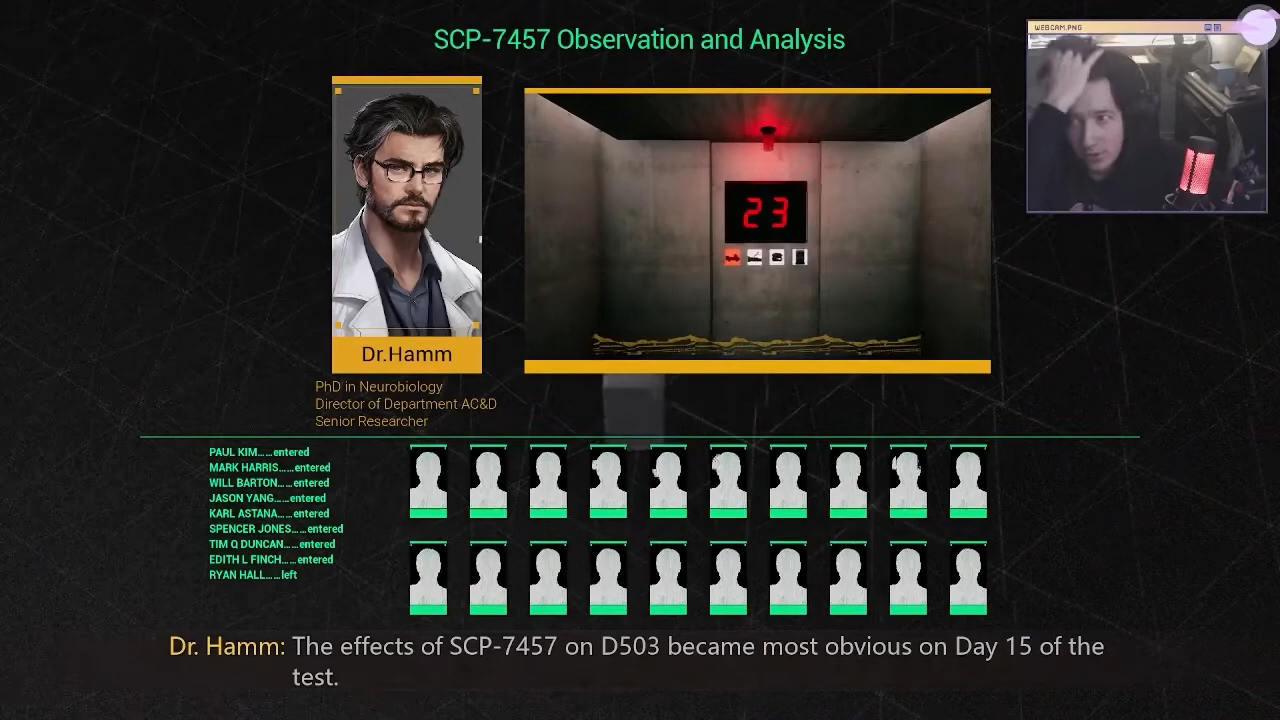 SCP-7457 Observation and Analysis
WEBCAM.PNG
23
Dr.Hamm
PhD in Neurobiology
Director of Department AC&D
Senior Researcher
PAUL KIM......entered
MARK HARRIS......entered
WILL BARTON......entered
JASON YANG......entered
KARL ASTANA......entered
SPENCER JONES......entered
TIM Q DUNCAN......entered
EDITH L FINCH......entered
RYAN HALL......left
Dr. Hamm: The effects of SCP-7457 on D503 became most obvious on Day 15 of the
test.